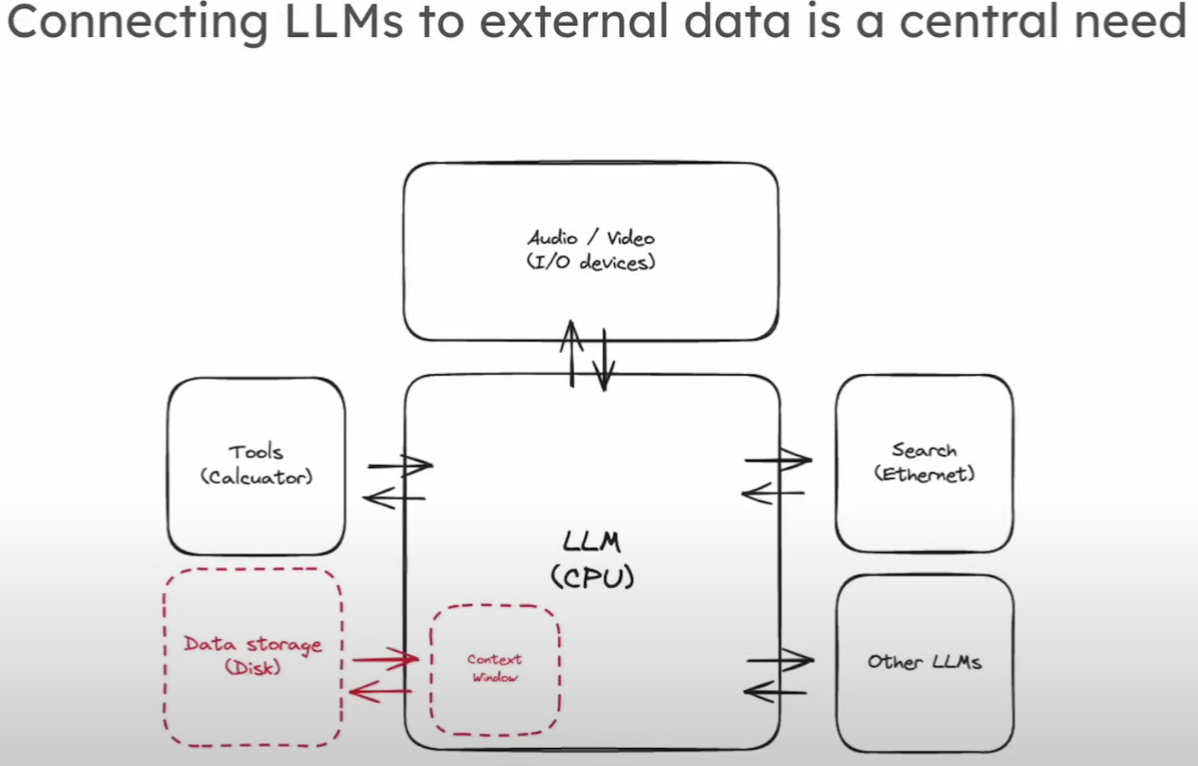 Connecting LLMs to external data is a central need
Audio / Video
(I/O devices)
Tools
(Calcuator)
Search
(Ethernet)
LLM
(CPU)
Data storage
(Disk)
Context
Window
Other LLMs